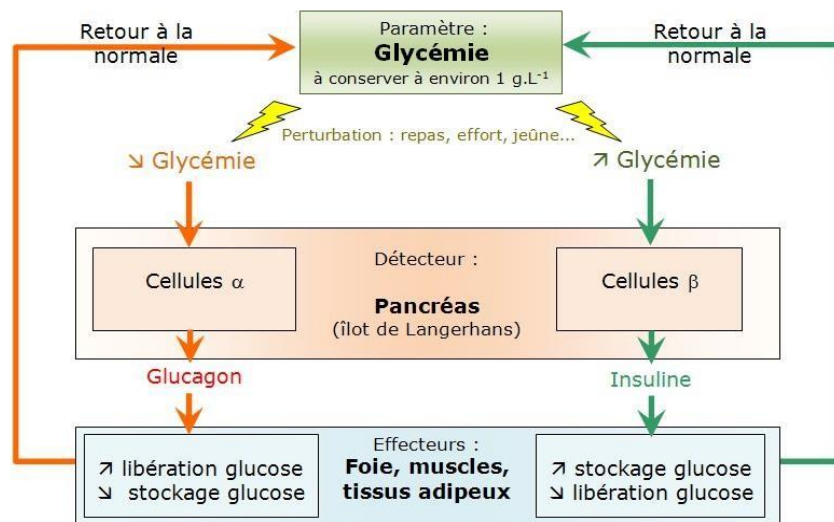 Retour à la
normale
Paramètre :
Glycémie
à conserver à environ 1 g.L⁻¹
Retour à la
normale
Perturbation : repas, effort, jeûne...
↘ Glycémie
↗ Glycémie
Cellules α
Détecteur :
Pancréas
(îlot de Langerhans)
Cellules β
Glucagon
Insuline
↗ libération glucose
↘ stockage glucose
Effecteurs :
Foie, muscles,
tissus adipeux
↗ stockage glucose
↘ libération glucose